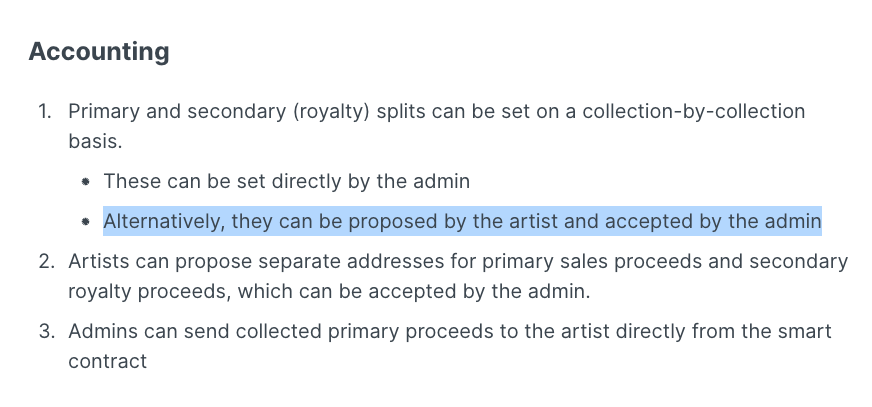 Accounting
1. Primary and secondary (royalty) splits can be set on a collection-by-collection
basis.
• These can be set directly by the admin
• Alternatively, they can be proposed by the artist and accepted by the admin
2. Artists can propose separate addresses for primary sales proceeds and secondary
royalty proceeds, which can be accepted by the admin.
3. Admins can send collected primary proceeds to the artist directly from the smart
contract